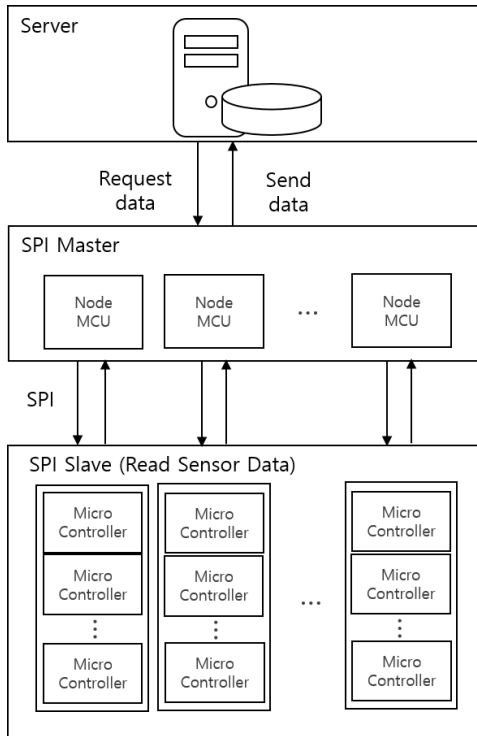 Server
Request
data
Send
data
SPI Master
Node
MCU
Node
MCU
...
Node
MCU
SPI
SPI Slave (Read Sensor Data)
Micro
Controller
Micro
Controller
⋮
Micro
Controller
Micro
Controller
Micro
Controller
⋮
Micro
Controller
...
Micro
Controller
Micro
Controller
⋮
Micro
Controller